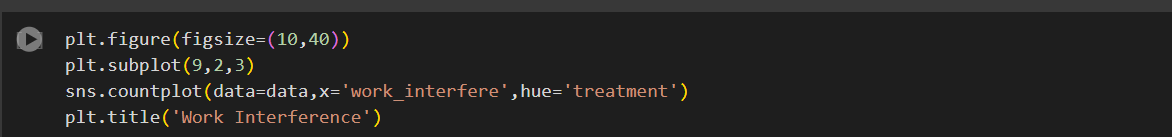 plt.figure(figsize=(10,40))
plt.subplot(9,2,3)
sns.countplot(data=data,x='work_interfere',hue='treatment')
plt.title('Work Interference')